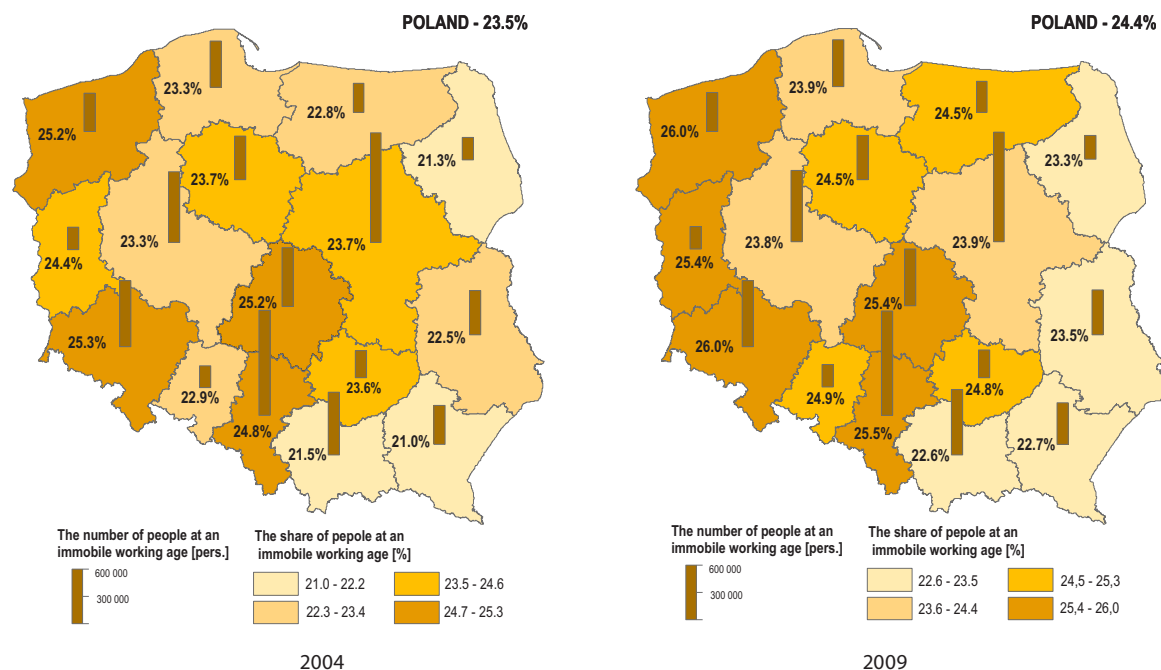 POLAND - 23.5%
23.3%
22.8%
25.2%
21.3%
23.7%
23.3%
23.7%
24.4%
25.2%
22.5%
25.3%
23.6%
22.9%
24.8%
21.5%
21.0%
The number of people at an
immobile working age [pers.]
600 000
300 000
The share of pepole at an
immobile working age [%]
21.0 - 22.2
23.5 - 24.6
22.3 - 23.4
24.7 - 25.3
2004
POLAND - 24.4%
23.9%
24.5%
26.0%
23.3%
24.5%
23.8%
23.9%
25.4%
25.4%
23.5%
26.0%
24.8%
24.9%
25.5%
22.6%
22.7%
The number of people at an
immobile working age [pers.]
600 000
300 000
The share of pepole at an
immobile working age [%]
22.6 - 23.5
24,5 - 25,3
23.6 - 24.4
25,4 - 26,0
2009